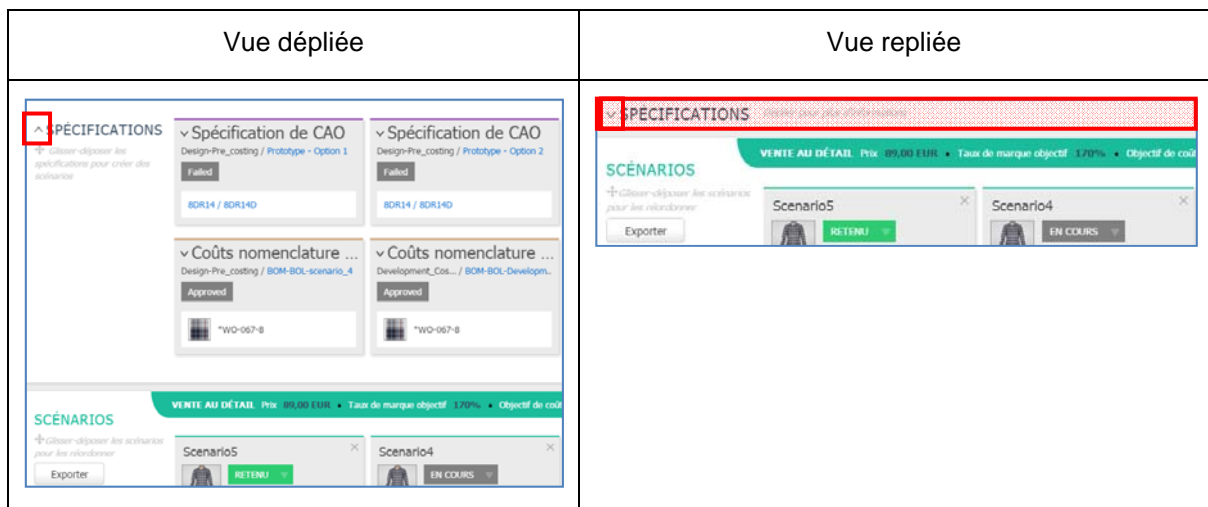 Vue dépliée
Vue repliée
SPÉCIFICATIONS
Glisser-déposer les
spécifications pour créer des
scénarios
Spécification de CAO
Design-Pre_costing / Prototype - Option 1
Failed
8DR14 / 8DR14D
Spécification de CAO
Design-Pre_costing / Prototype - Option 2
Failed
8DR14 / 8DR14D
Coûts nomenclature ...
Design-Pre_costing / BOM-BOL-scenario_4
Approved
*WO-067-8
Coûts nomenclature ...
Development_Cos... / BOM-BOL-Developm..
Approved
*WO-067-8
SCÉNARIOS
Glisser-déposer les scénarios
pour les réordonner
Exporter
VENTE AU DÉTAIL Prix 89,00 EUR • Taux de marque objectif 170% • Objectif de coû
Scenario5
RETENU
Scenario4
EN COURS
SPÉCIFICATIONS
SCÉNARIOS
Glisser-déposer les scénarios
pour les réordonner
Exporter
VENTE AU DÉTAIL Prix 89,00 EUR • Taux de marque objectif 170% • Objectif de coû
Scenario5
RETENU
Scenario4
EN COURS